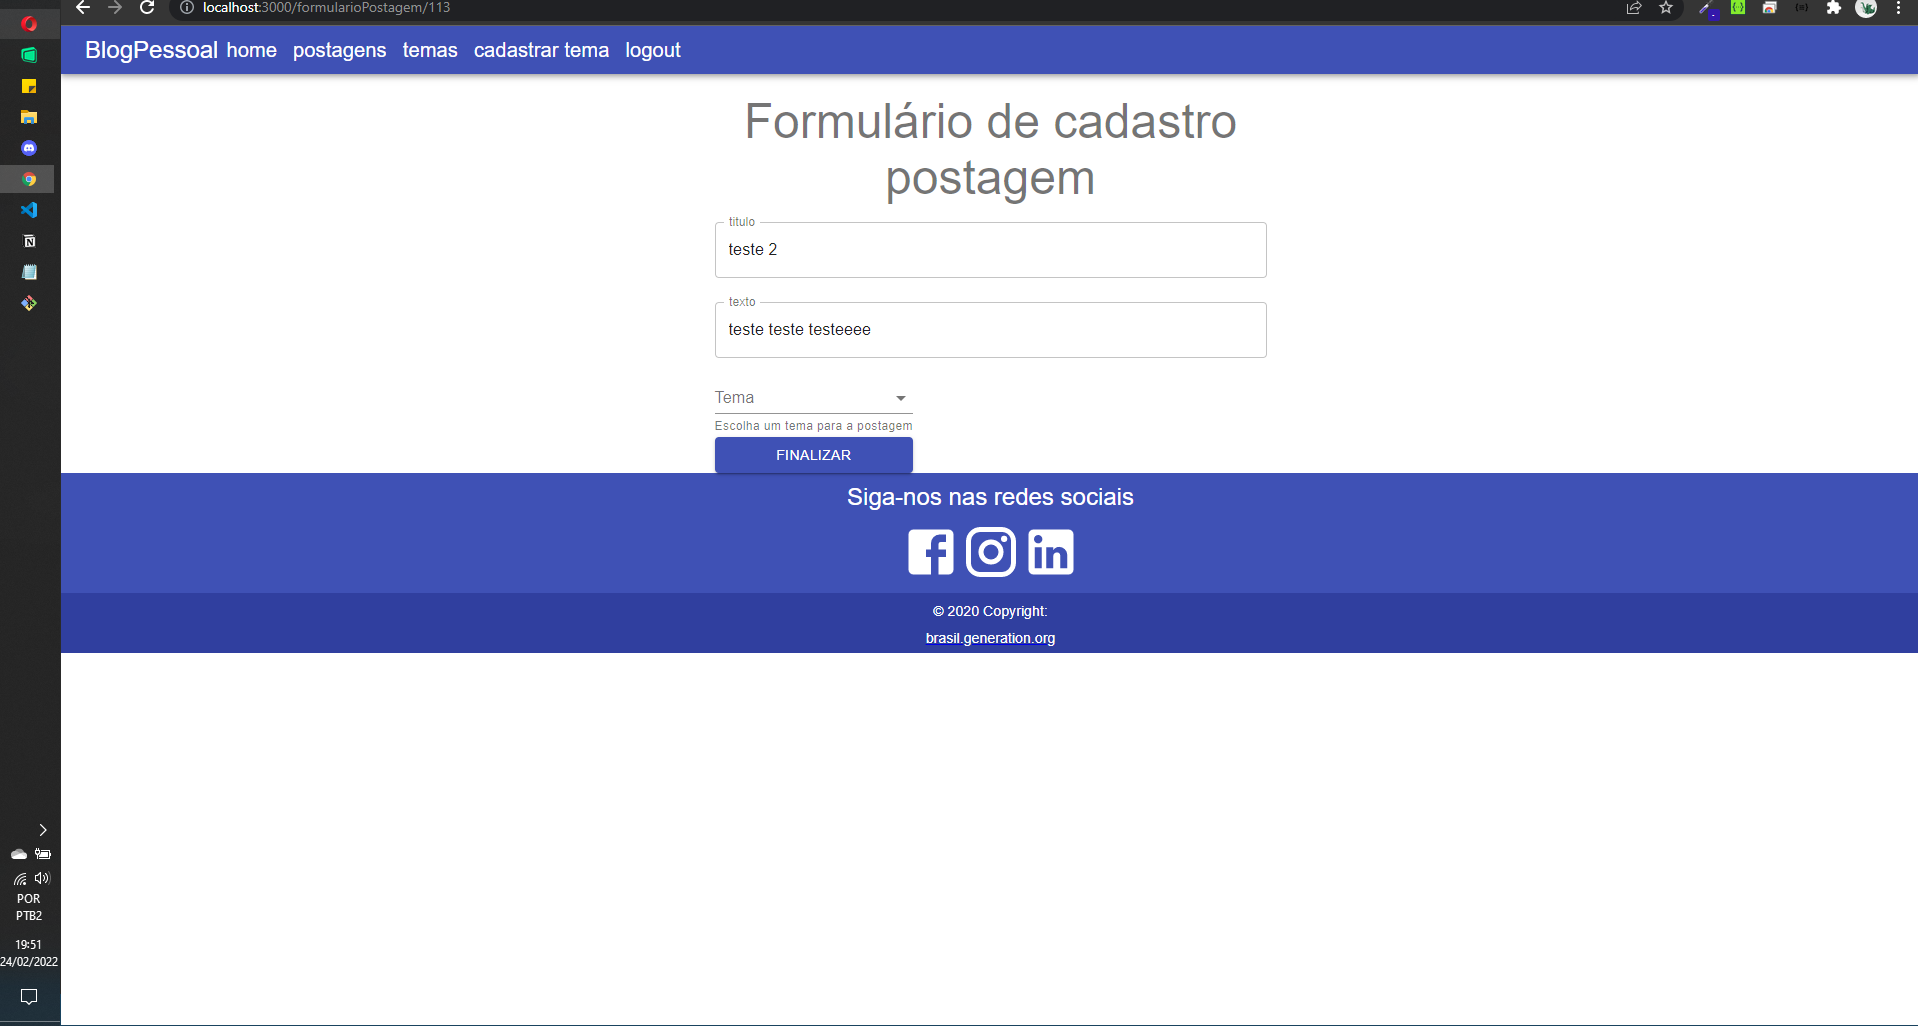 localhost:3000/formularioPostagem/113
BlogPessoal home postagens temas cadastrar tema logout
Formulário de cadastro
postagem
titulo
teste 2
texto
teste teste testeeee
Tema
Escolha um tema para a postagem
FINALIZAR
Siga-nos nas redes sociais
© 2020 Copyright:
brasil.generation.org
POR
PTB2
19:51
24/02/2022